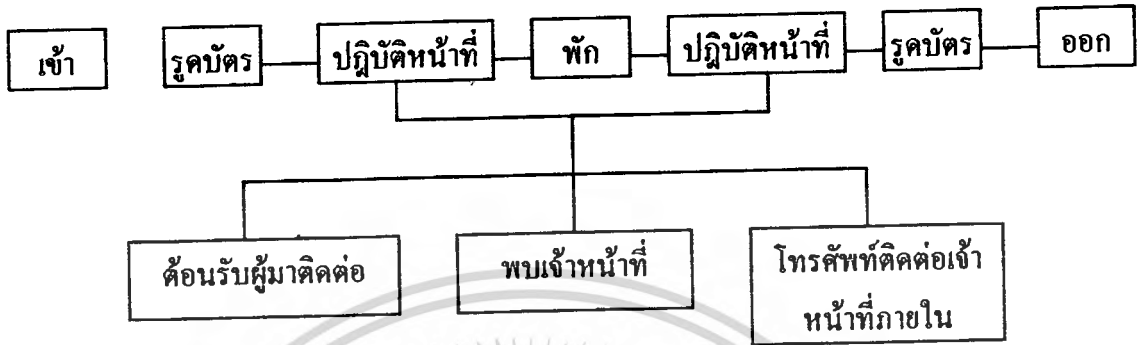 เข้า
รูดบัตร
ปฎิบัติหน้าที่
พัก
ปฎิบัติหน้าที่
รูดบัตร
ออก
ต้อนรับผู้มาติดต่อ
พบเจ้าหน้าที่
โทรศัพท์ติดต่อเจ้า
หน้าที่ภายใน